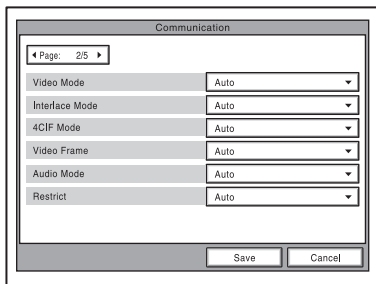 Communication
Page: 2/5
Video Mode Auto
Interlace Mode Auto
4CIF Mode Auto
Video Frame Auto
Audio Mode Auto
Restrict Auto
Save Cancel